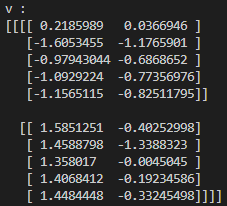 v :
[[[[ 0.2185989   0.0366946 ]
   [-1.6053455  -1.1765901 ]
   [-0.97943044 -0.6868652 ]
   [-1.0929224  -0.77356976]
   [-1.1565115  -0.82511795]]

  [[ 1.5851251  -0.40252998]
   [ 1.4588798  -1.3388323 ]
   [ 1.358017   -0.0045045 ]
   [ 1.4068412  -0.19234586]
   [ 1.4484448  -0.33245498]]]]